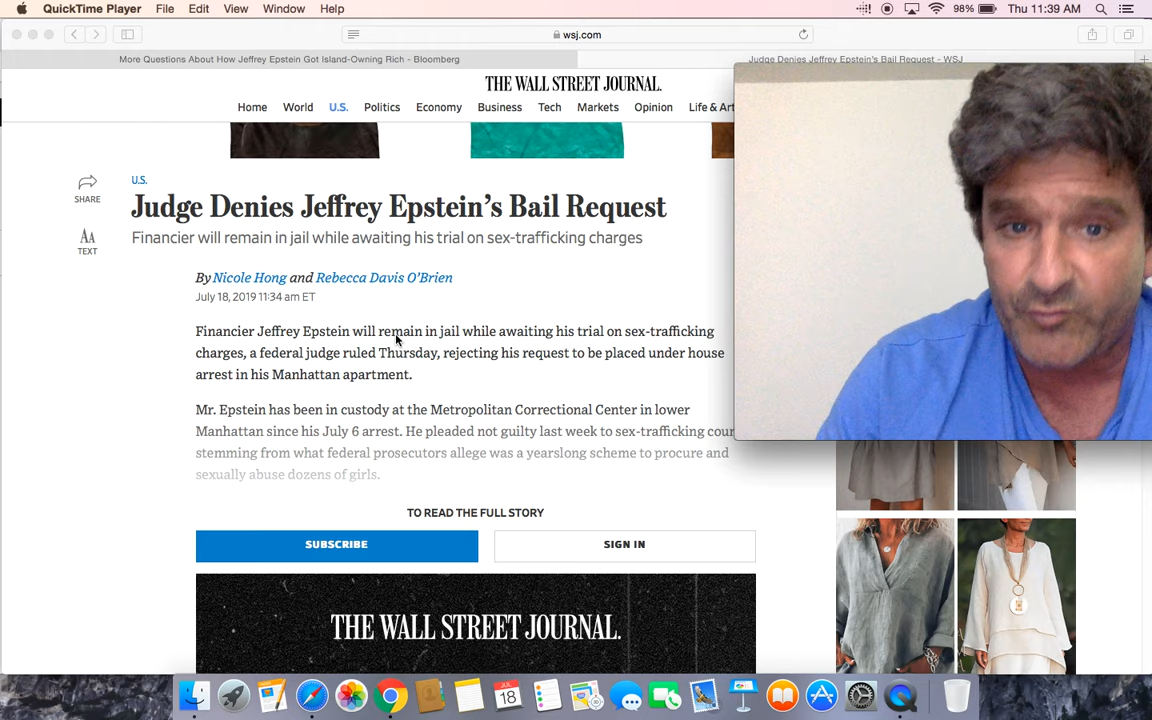 QuickTime Player File Edit View Window Help 98% Thu 11:39 AM
wsj.com
More Questions About How Jeffrey Epstein Got Island-Owning Rich - Bloomberg
Judge Denies Jeffrey Epstein's Bail Request - WSJ
THE WALL STREET JOURNAL.
Home World U.S. Politics Economy Business Tech Markets Opinion Life & Art
U.S.
SHARE
Judge Denies Jeffrey Epstein’s Bail Request
AA
TEXT
Financier will remain in jail while awaiting his trial on sex-trafficking charges
By Nicole Hong and Rebecca Davis O’Brien
July 18, 2019 11:34 am ET
Financier Jeffrey Epstein will remain in jail while awaiting his trial on sex-trafficking
charges, a federal judge ruled Thursday, rejecting his request to be placed under house
arrest in his Manhattan apartment.
Mr. Epstein has been in custody at the Metropolitan Correctional Center in lower
Manhattan since his July 6 arrest. He pleaded not guilty last week to sex-trafficking cour
stemming from what federal prosecutors allege was a yearslong scheme to procure and
sexually abuse dozens of girls.
TO READ THE FULL STORY
SUBSCRIBE
SIGN IN
THE WALL STREET JOURNAL.
JUL
18